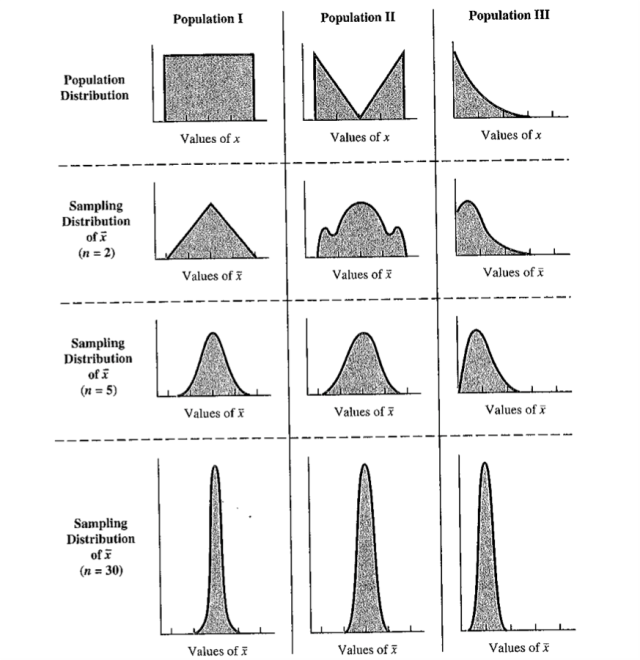 Population I
Population II
Population III
Population
Distribution
Values of x
Values of x
Values of x
Sampling
Distribution
of x̄
(n = 2)
Values of x̄
Values of x̄
Values of x̄
Sampling
Distribution
of x̄
(n = 5)
Values of x̄
Values of x̄
Values of x̄
Sampling
Distribution
of x̄
(n = 30)
Values of x̄
Values of x̄
Values of x̄